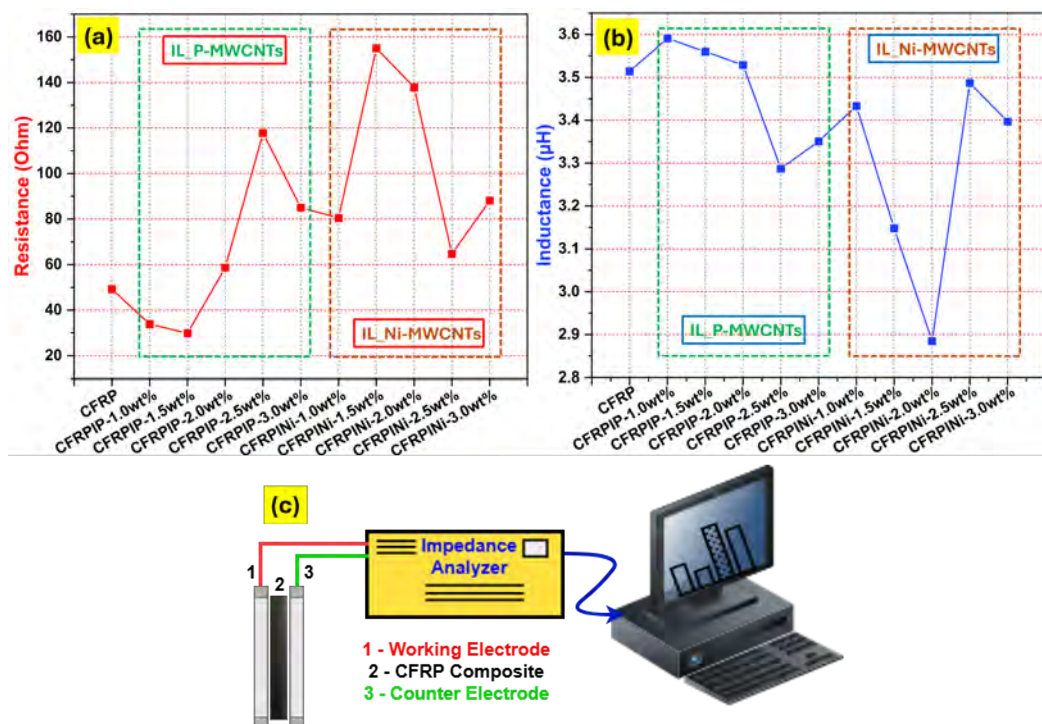 (a)
IL_P-MWCNTs
IL_Ni-MWCNTs
Resistance (Ohm)
160
140
120
100
80
60
40
20
CFRP
CFRPIP-1.0wt%
CFRPIP-1.5wt%
CFRPIP-2.0wt%
CFRPIP-2.5wt%
CFRPIP-3.0wt%
CFRPINi-1.0wt%
CFRPINi-1.5wt%
CFRPINi-2.0wt%
CFRPINi-2.5wt%
CFRPINi-3.0wt%
(b)
IL_Ni-MWCNTs
IL_P-MWCNTs
Inductance (μH)
3.6
3.5
3.4
3.3
3.2
3.1
3.0
2.9
2.8
CFRP
CFRPIP-1.0wt%
CFRPIP-1.5wt%
CFRPIP-2.0wt%
CFRPIP-2.5wt%
CFRPIP-3.0wt%
CFRPINi-1.0wt%
CFRPINi-1.5wt%
CFRPINi-2.0wt%
CFRPINi-2.5wt%
CFRPINi-3.0wt%
(c)
1
2
3
Impedance
Analyzer
1 - Working Electrode
2 - CFRP Composite
3 - Counter Electrode